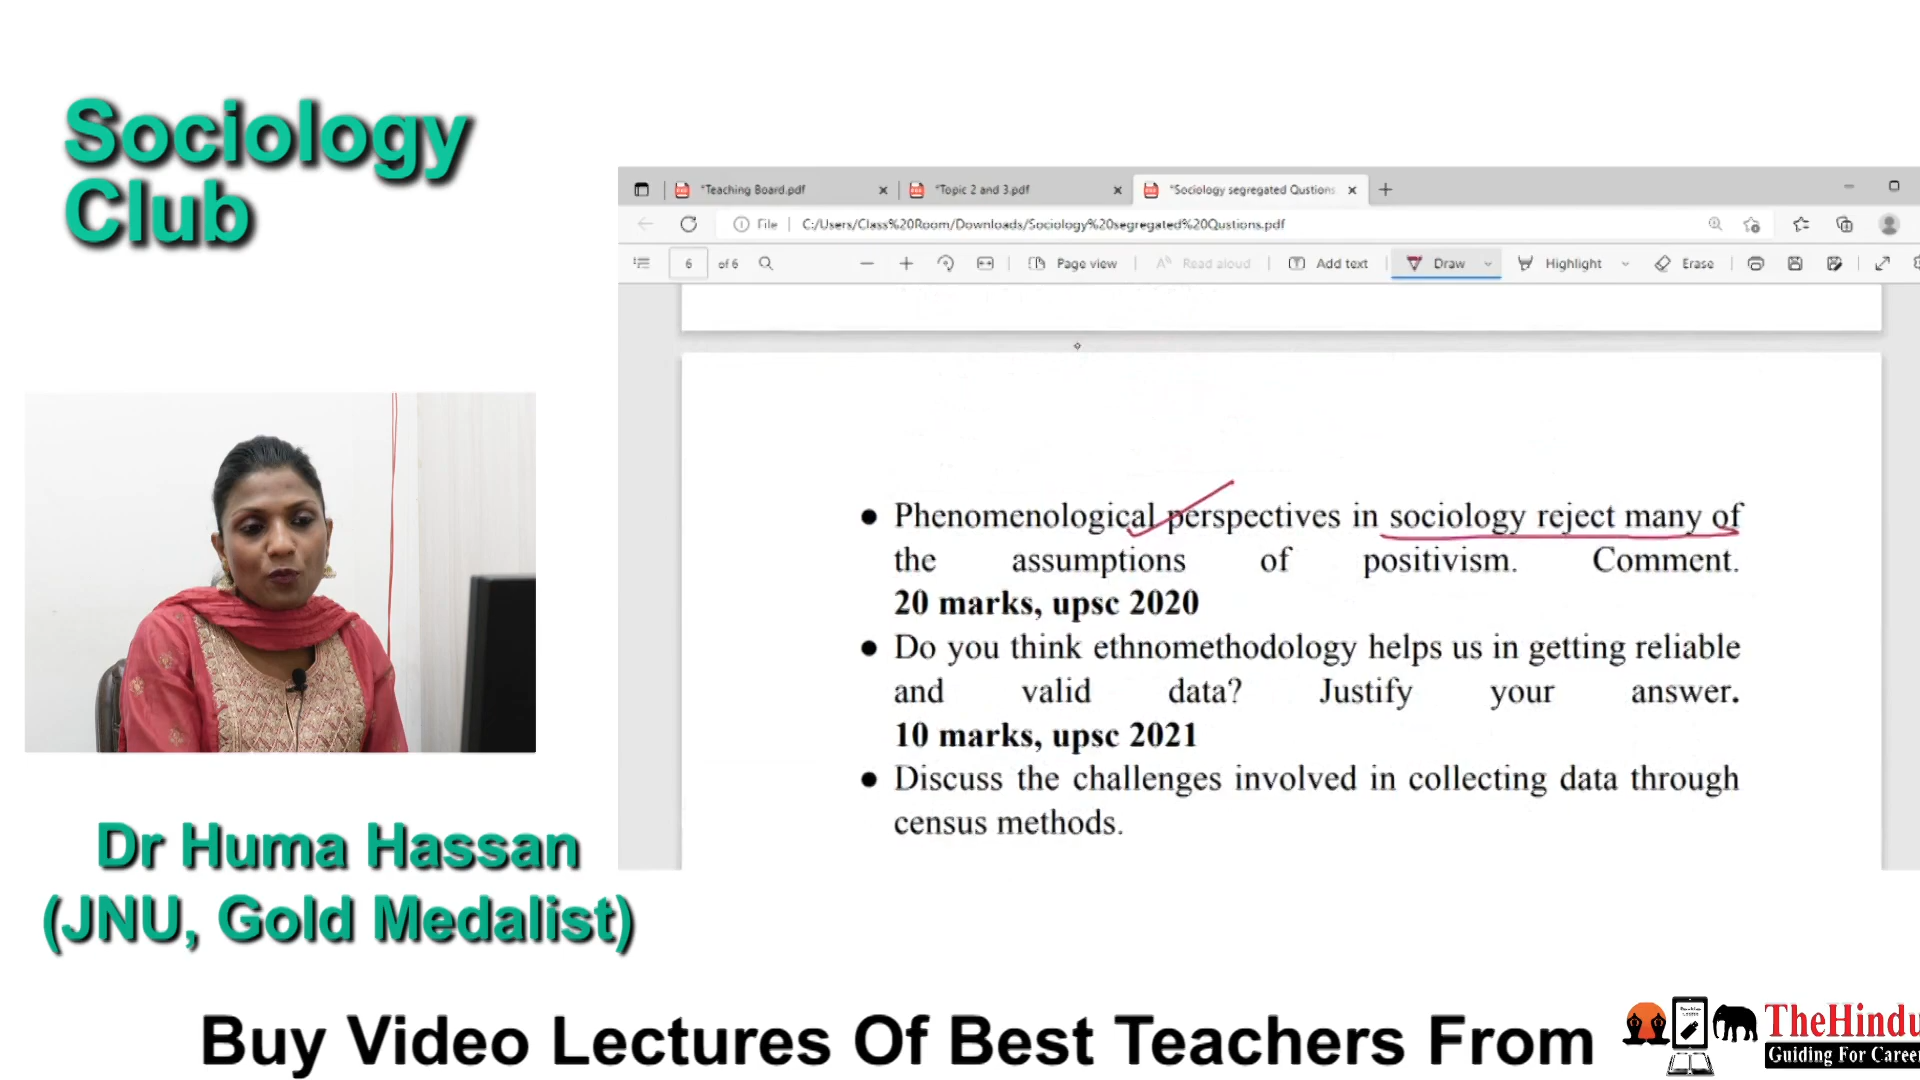 Sociology
Club
*Teaching Board.pdf
*Topic 2 and 3.pdf
*Sociology segregated Qustions
File
C:/Users/Class%20Room/Downloads/Sociology%20segregated%20Qustions.pdf
6 of 6
Page view
Read aloud
Add text
Draw
Highlight
Erase
Phenomenological perspectives in sociology reject many of
the assumptions of positivism. Comment.
20 marks, upsc 2020
Do you think ethnomethodology helps us in getting reliable
and valid data? Justify your answer.
10 marks, upsc 2021
Discuss the challenges involved in collecting data through
census methods.
Dr Huma Hassan
(JNU, Gold Medalist)
Buy Video Lectures Of Best Teachers From
TheHindu
Guiding For Career